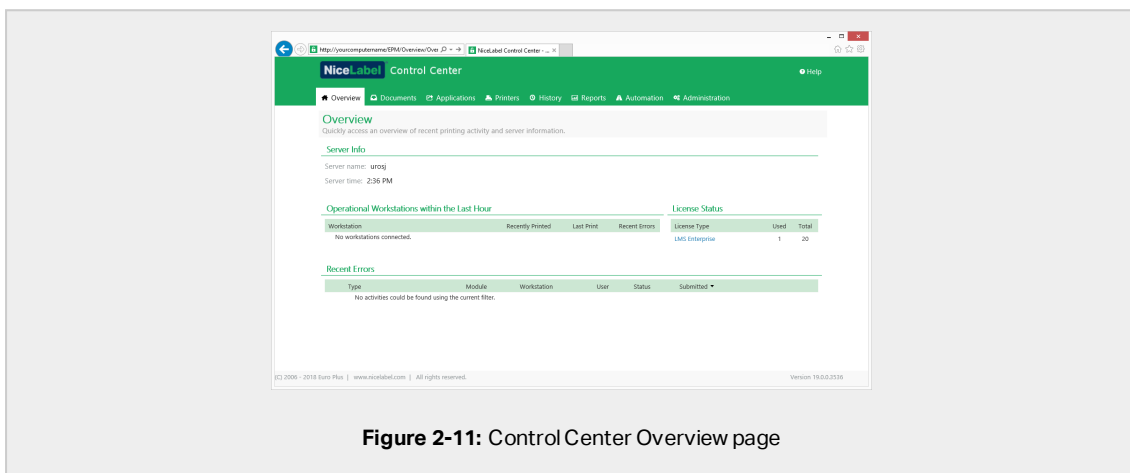 http://yourcomputername/EPM/Overview/Over
NiceLabel Control Center - ...
NiceLabel Control Center
Help
Overview Documents Applications Printers History Reports Automation Administration
Overview
Quickly access an overview of recent printing activity and server information.
Server Info
Server name: urosj
Server time: 2:36 PM
Operational Workstations within the Last Hour
License Status
Workstation Recently Printed Last Print Recent Errors
License Type Used Total
No workstations connected.
LMS Enterprise 1 20
Recent Errors
Type Module Workstation User Status Submitted
No activities could be found using the current filter.
(C) 2006 - 2018 Euro Plus | www.nicelabel.com | All rights reserved.
Version 19.0.0.2536
Figure 2-11: Control Center Overview page